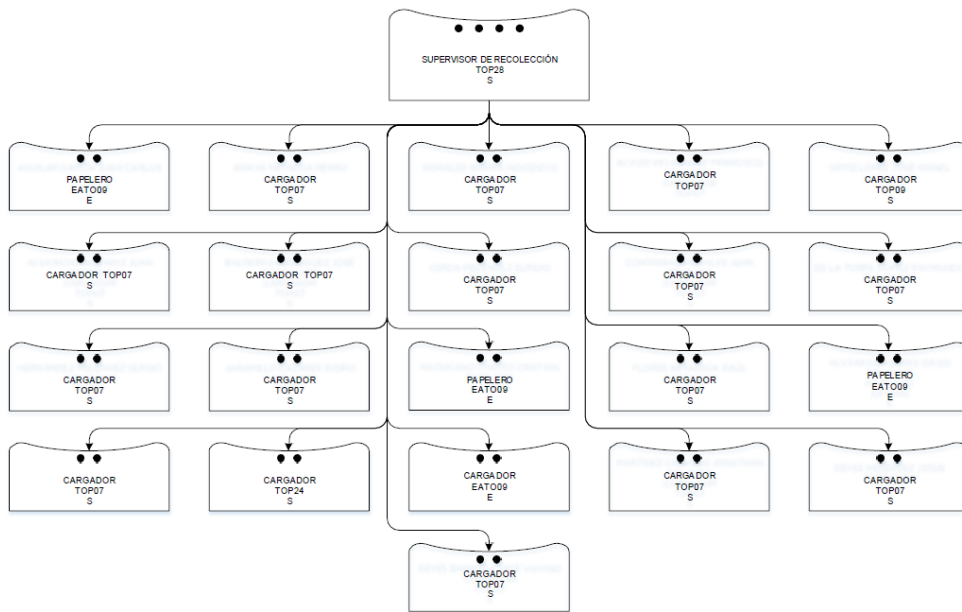 SUPERVISOR DE RECOLECCIÓN
TOP28
S
PAPELERO
EATO09
E
CARGADOR
TOP07
S
CARGADOR
TOP07
S
CARGADOR
TOP07
CARGADOR
TOP09
S
CARGADOR TOP07
S
CARGADOR TOP07
S
CARGADOR
TOP07
S
CARGADOR
TOP07
S
CARGADOR
TOP07
S
CARGADOR
TOP07
S
CARGADOR
TOP07
S
PAPELERO
EATO09
E
CARGADOR
TOP07
S
PAPELERO
EATO09
E
CARGADOR
TOP07
S
CARGADOR
TOP24
S
CARGADOR
EATO09
E
CARGADOR
TOP07
S
CARGADOR
TOP07
S
CARGADOR
TOP07
S